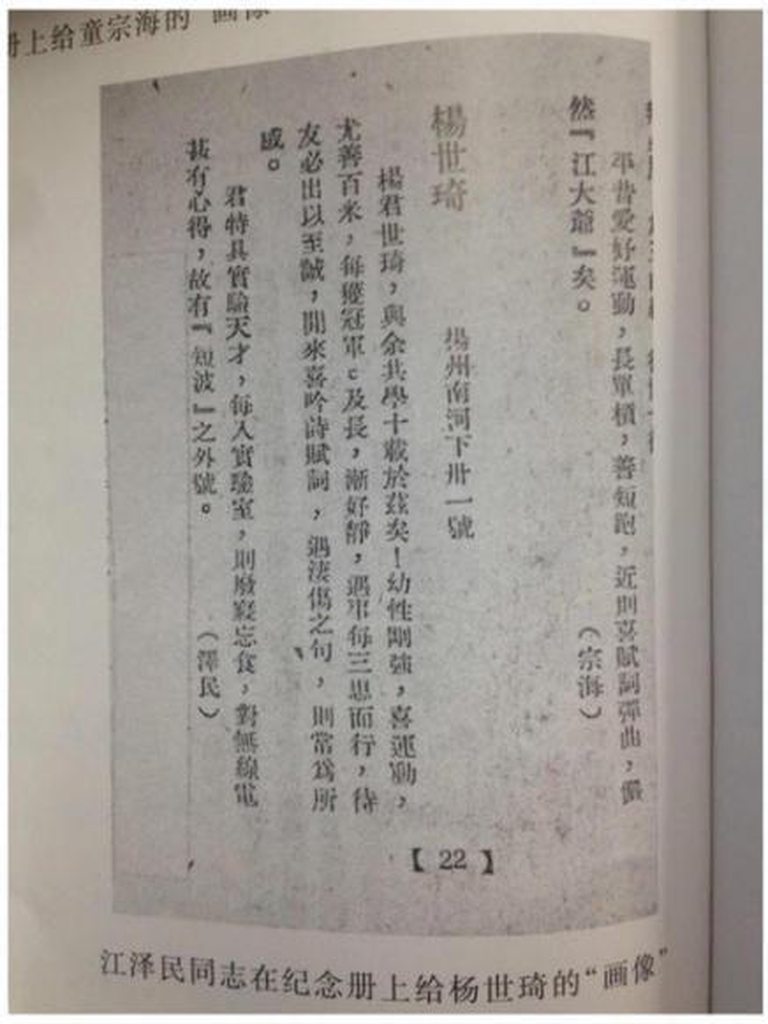 册上给童宗海的“画像
平昔愛好運動，長單槓，善短跑，近則喜賦詞彈曲，儼
然『江大爺』矣。（宗海）
楊世琦　揚州南河下卅一號
楊君世琦，與余共學十載於茲矣！幼性剛強，喜運動，
尤善百米，每獲冠軍。及長，漸好靜，遇事每三思而行，待
友必出以至誠，閒來喜吟詩賦詞，遇淒傷之句，則常爲所
感。
君特具實驗天才，每入實驗室，則廢寢忘食，對無線電
甚有心得，故有『短波』之外號。（澤民）
【22】
江泽民同志在纪念册上给杨世琦的“画像”